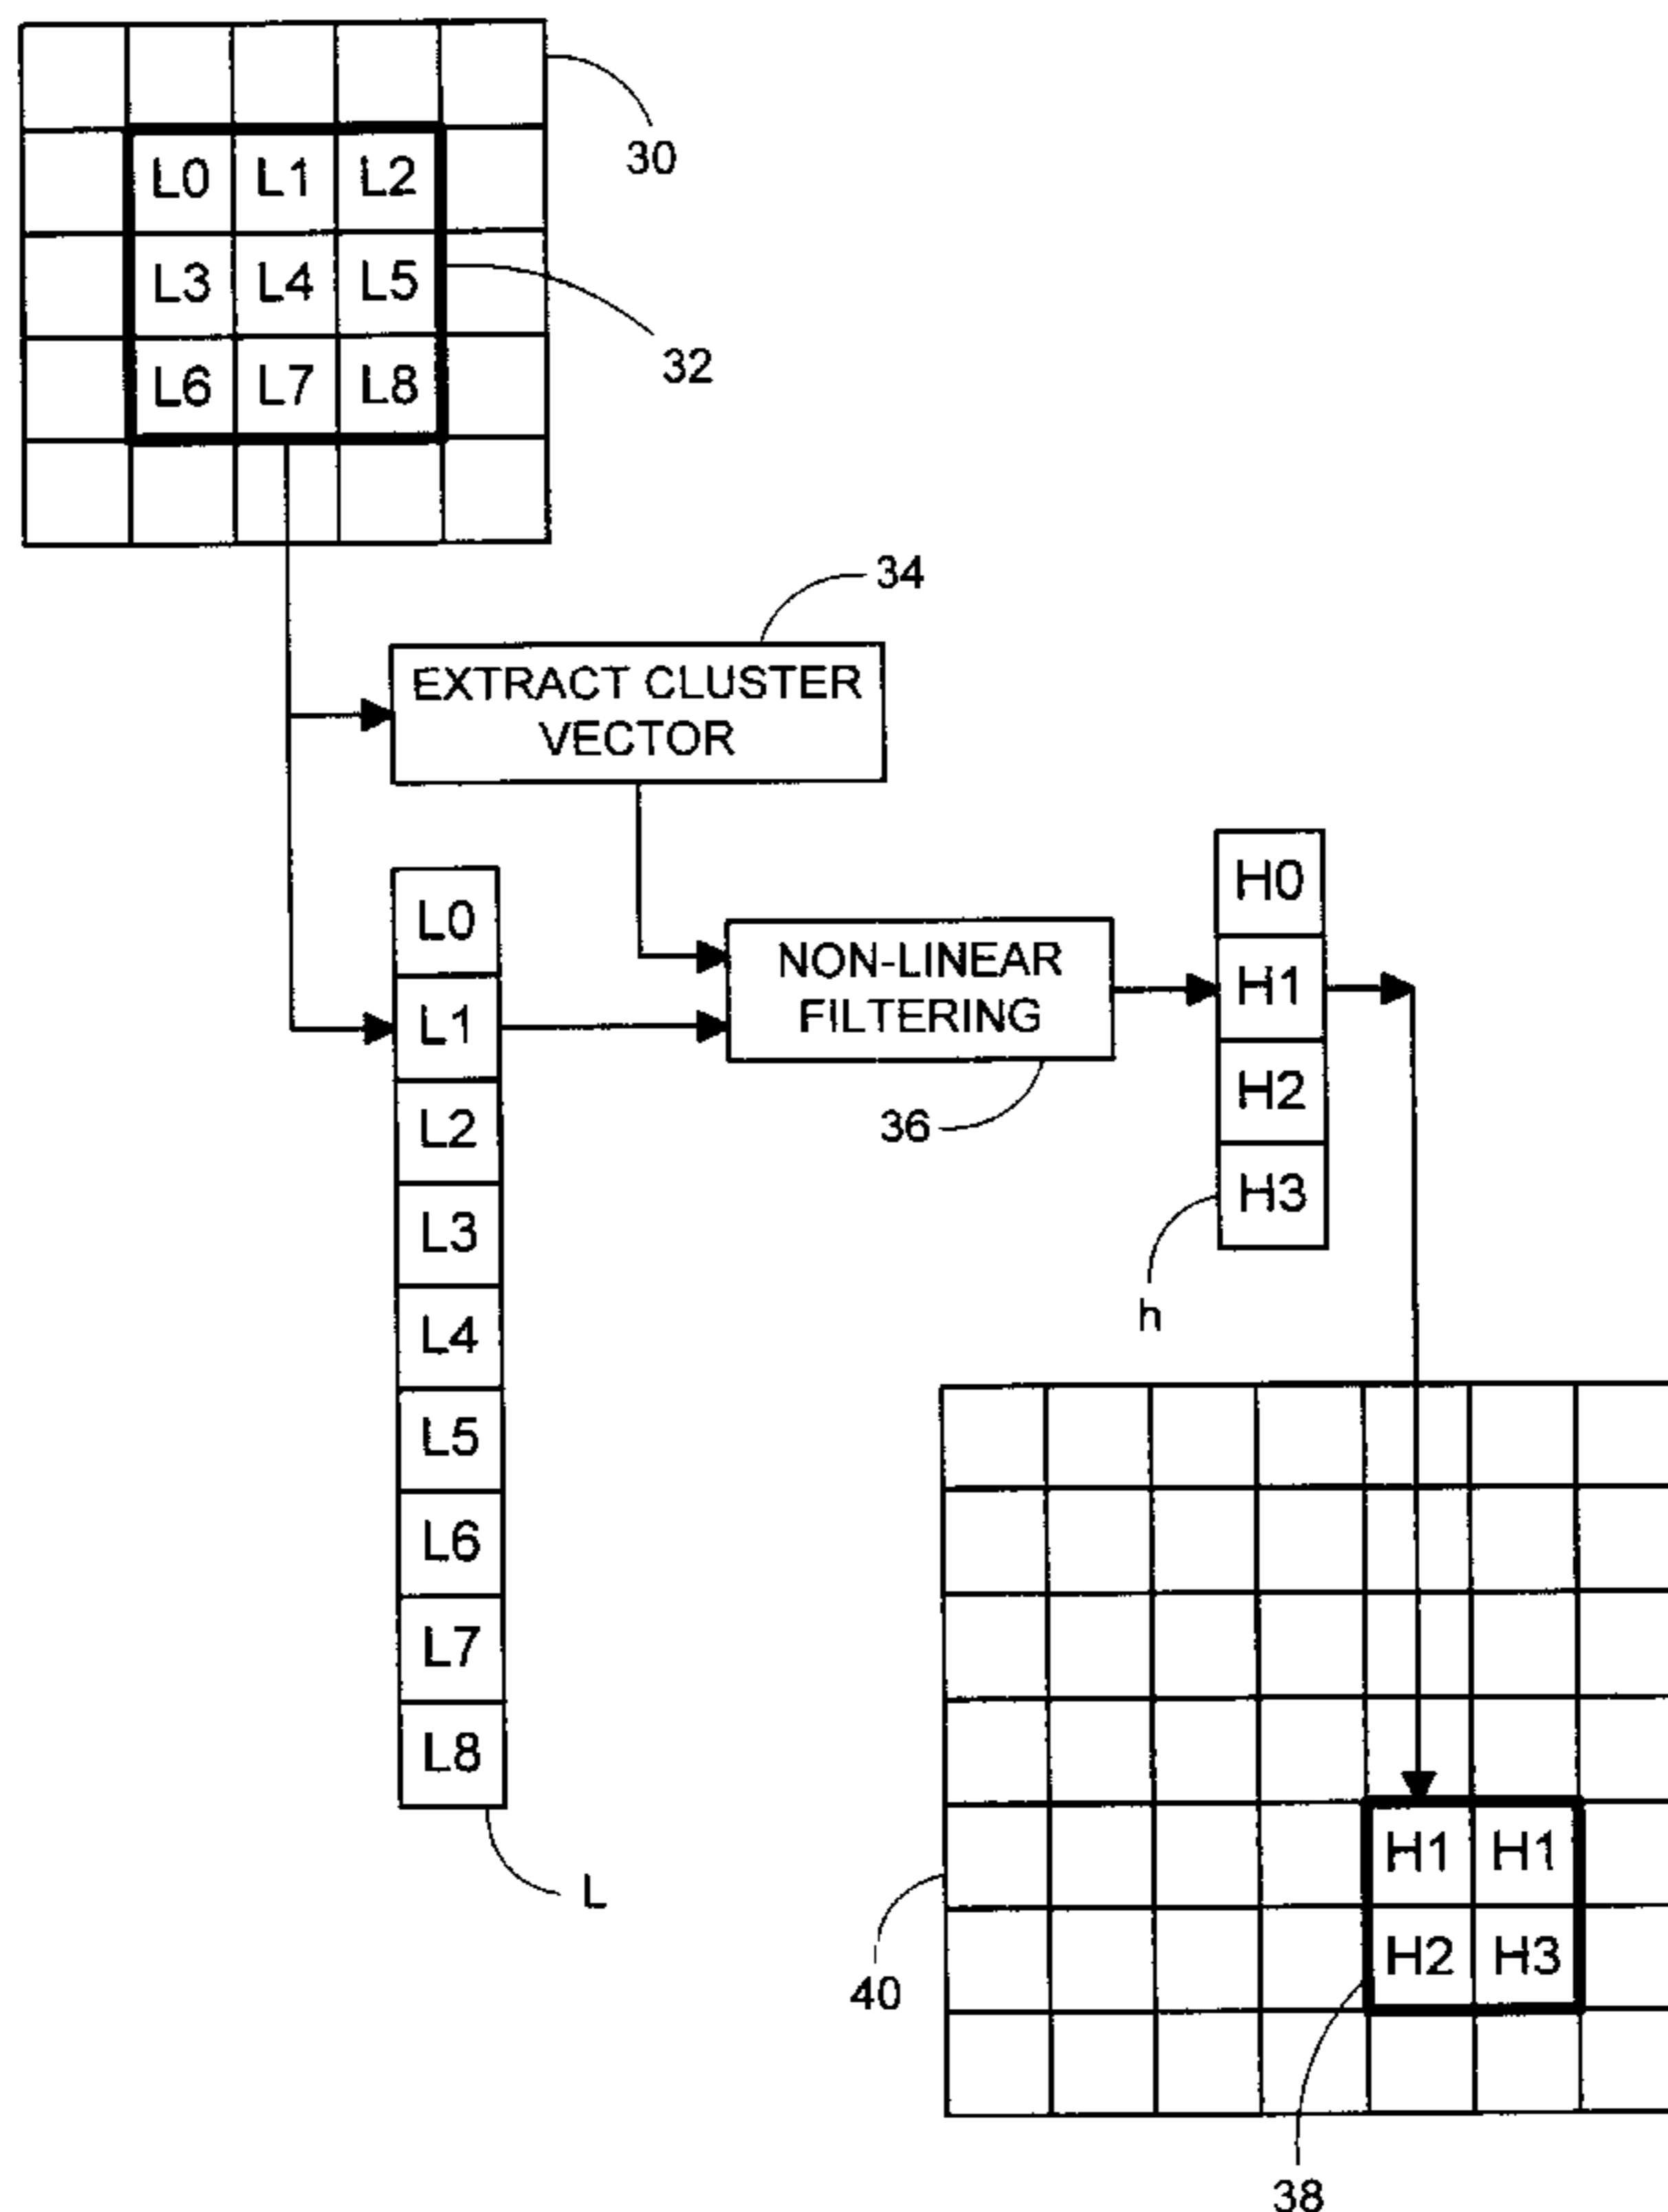 30
L0 L1 L2
L3 L4 L5
32
L6 L7 L8
34
EXTRACT CLUSTER
VECTOR
L0
L1
L2
L3
L4
L5
L6
L7
L8
L
NON-LINEAR
FILTERING
36
H0
H1
H2
H3
h
H1 H1
H2 H3
40
38